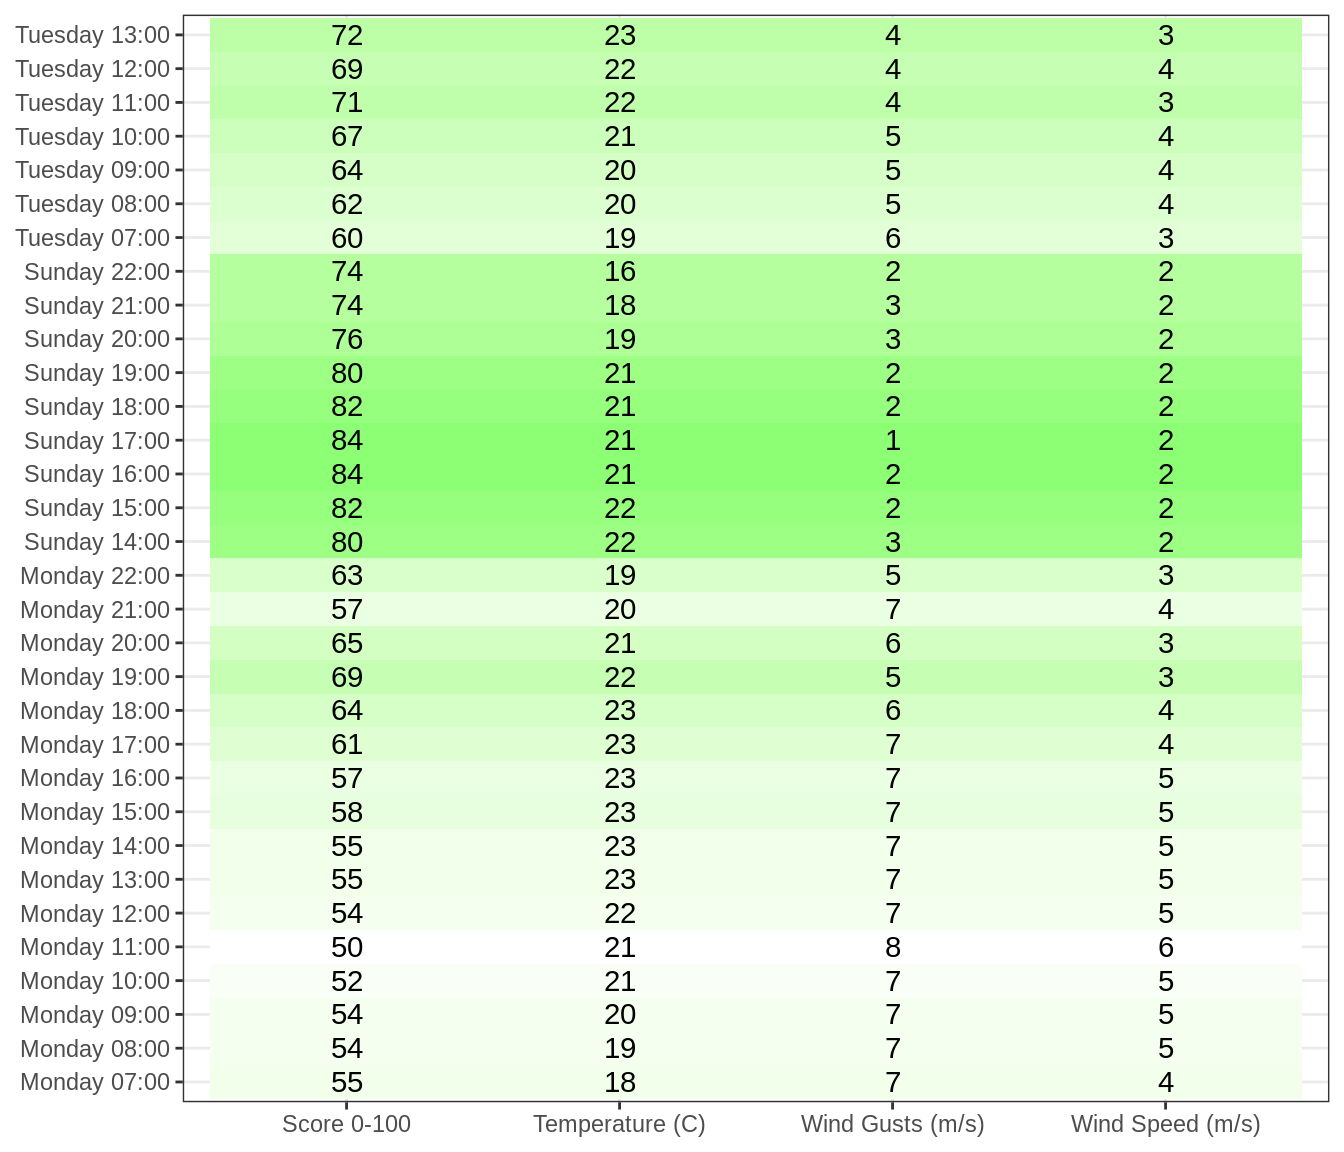 Tuesday 13:00 72 23 4 3
Tuesday 12:00 69 22 4 4
Tuesday 11:00 71 22 4 3
Tuesday 10:00 67 21 5 4
Tuesday 09:00 64 20 5 4
Tuesday 08:00 62 20 5 4
Tuesday 07:00 60 19 6 3
Sunday 22:00 74 16 2 2
Sunday 21:00 74 18 3 2
Sunday 20:00 76 19 3 2
Sunday 19:00 80 21 2 2
Sunday 18:00 82 21 2 2
Sunday 17:00 84 21 1 2
Sunday 16:00 84 21 2 2
Sunday 15:00 82 22 2 2
Sunday 14:00 80 22 3 2
Monday 22:00 63 19 5 3
Monday 21:00 57 20 7 4
Monday 20:00 65 21 6 3
Monday 19:00 69 22 5 3
Monday 18:00 64 23 6 4
Monday 17:00 61 23 7 4
Monday 16:00 57 23 7 5
Monday 15:00 58 23 7 5
Monday 14:00 55 23 7 5
Monday 13:00 55 23 7 5
Monday 12:00 54 22 7 5
Monday 11:00 50 21 8 6
Monday 10:00 52 21 7 5
Monday 09:00 54 20 7 5
Monday 08:00 54 19 7 5
Monday 07:00 55 18 7 4
Score 0-100 Temperature (C) Wind Gusts (m/s) Wind Speed (m/s)